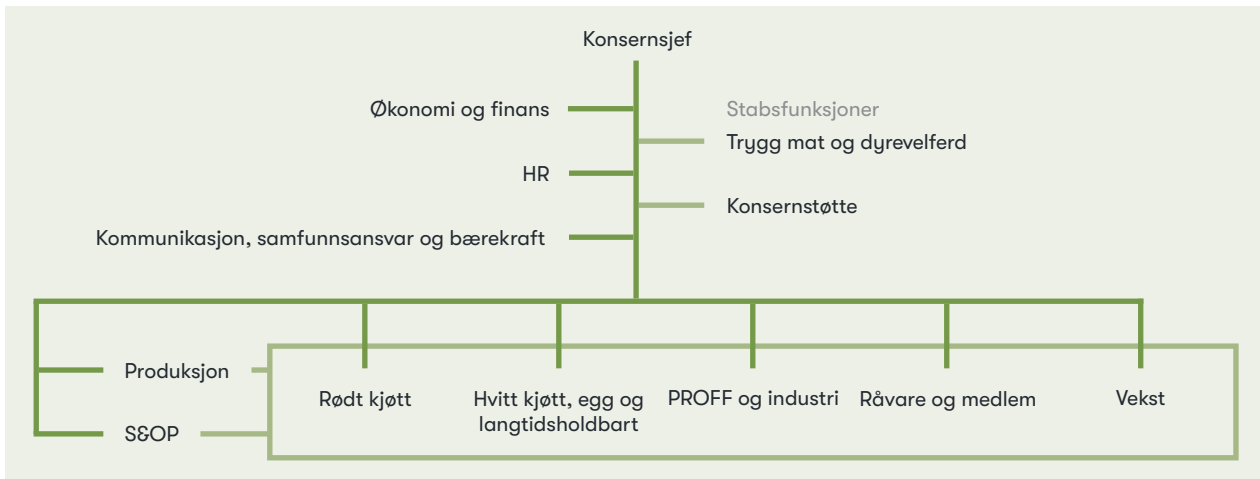 Konsernsjef
Økonomi og finans
Stabsfunksjoner
Trygg mat og dyrevelferd
HR
Konsernstøtte
Kommunikasjon, samfunnsansvar og bærekraft
Produksjon
S&OP
Rødt kjøtt
Hvitt kjøtt, egg og
langtidsholdbart
PROFF og industri
Råvare og medlem
Vekst